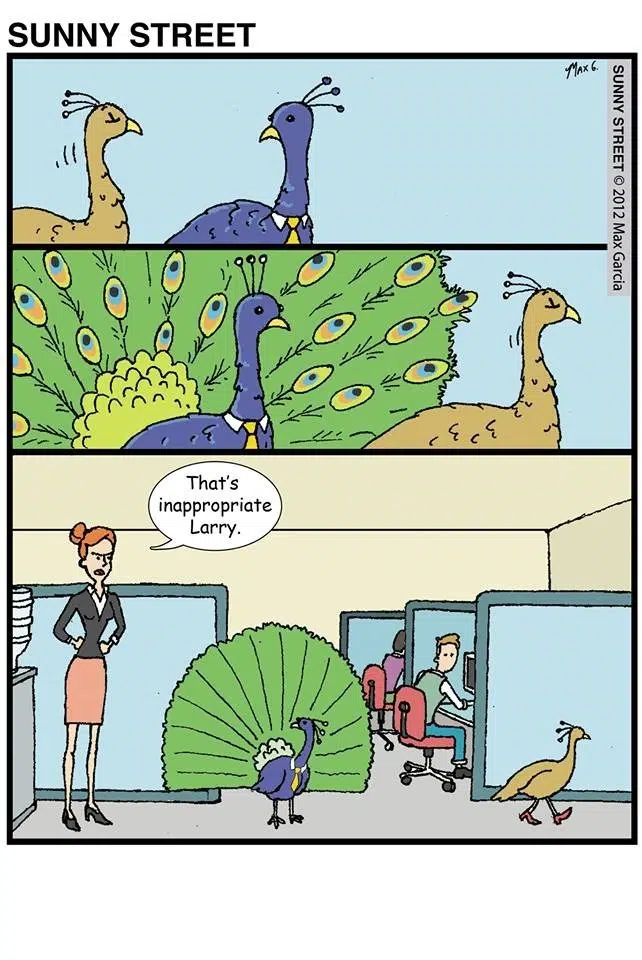 SUNNY STREET
MAX G.
SUNNY STREET © 2012 Max Garcia
That's
inappropriate
Larry.